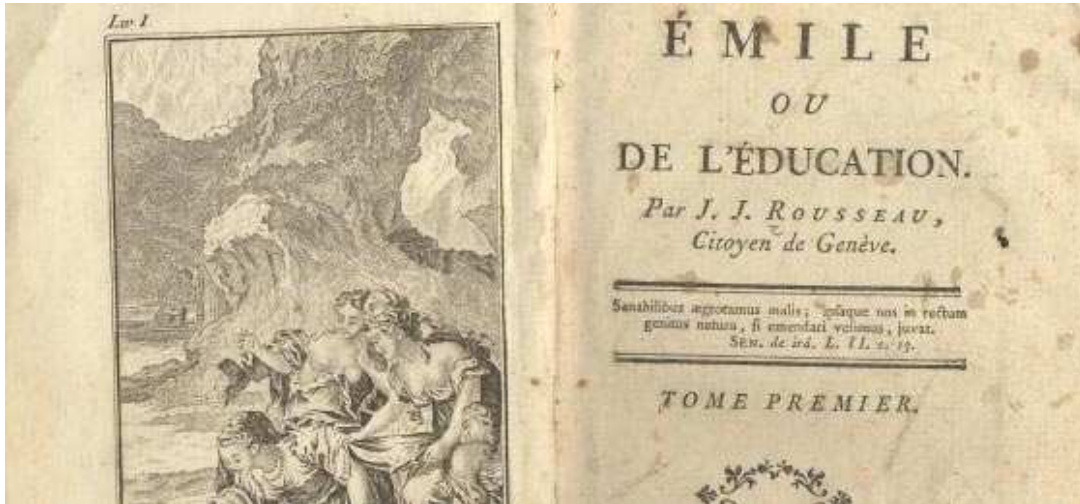 Liv. I
ÉMILE
OU
DE L'ÉDUCATION.
Par J. J. ROUSSEAU,
Citoyen de Genève.
Sanabilibus ægrotamus malis; ipsaque nos in rectum
genitos natura, si emendari velimus, juvat.
SEN. de irâ. L. II. c. 13.
TOME PREMIER.